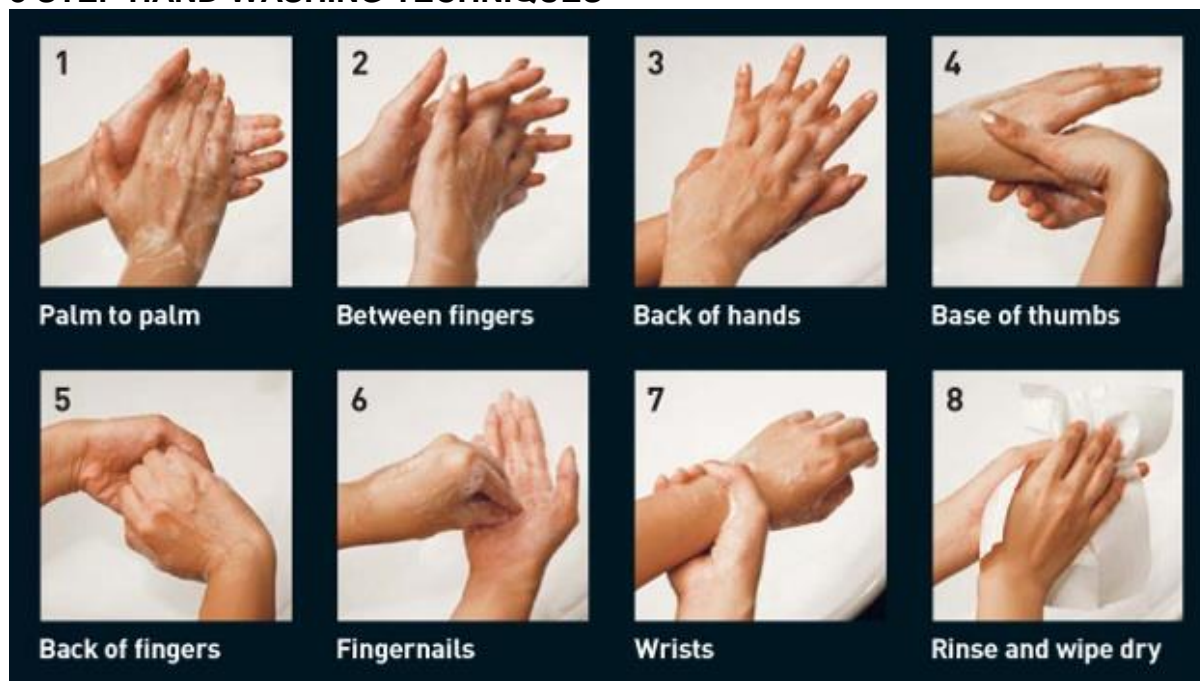 1
2
3
4
Palm to palm
Between fingers
Back of hands
Base of thumbs
5
6
7
8
Back of fingers
Fingernails
Wrists
Rinse and wipe dry